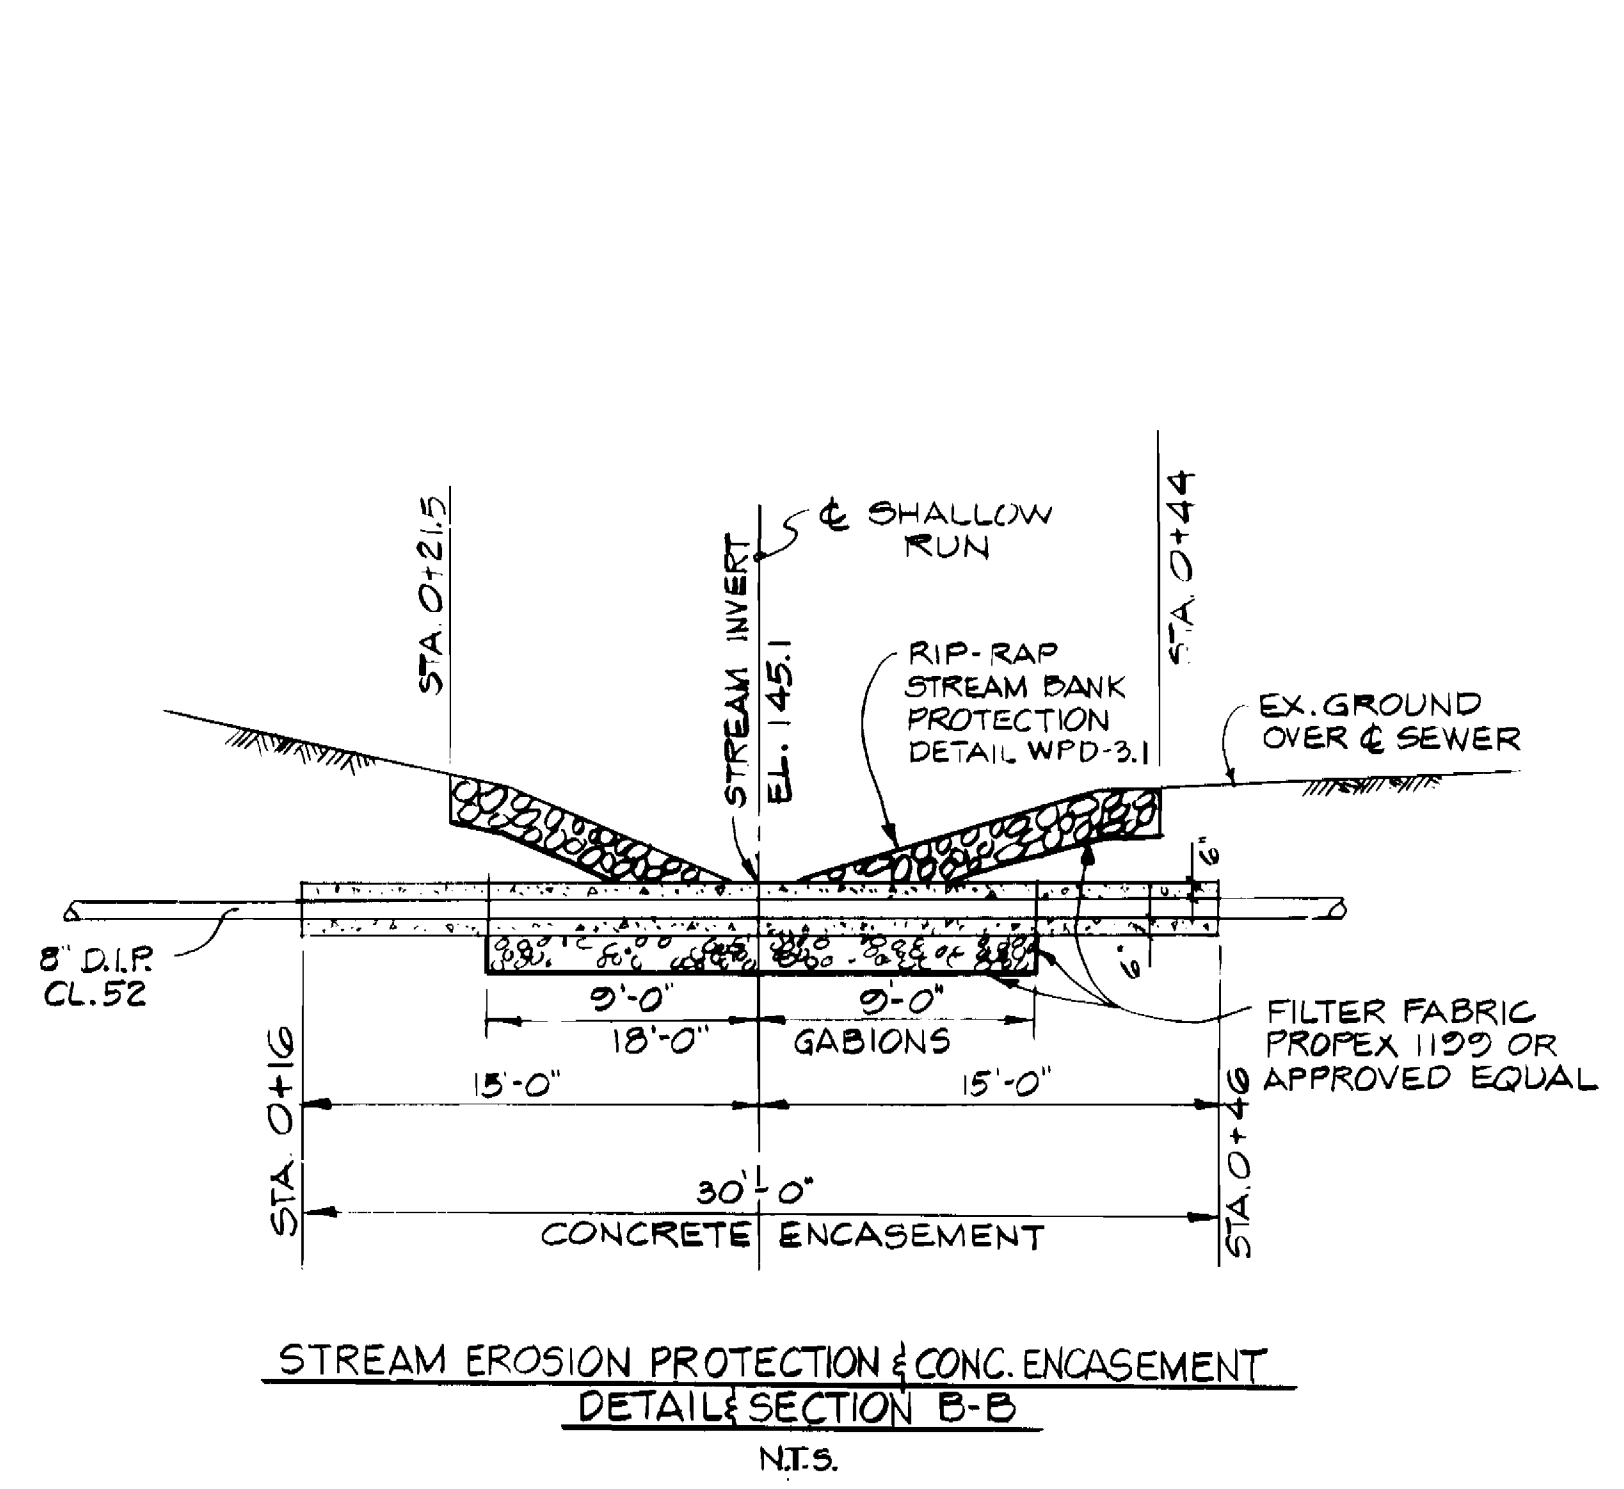 STA. 0+21.5
STREAM INVERT
EL. 145.1
℄ SHALLOW
RUN
STA. 0+44
RIP-RAP
STREAM BANK
PROTECTION
DETAIL WPD-3.1
EX. GROUND
OVER ℄ SEWER
6"
6"
8" D.I.P.
CL. 52
9'-0"
9'-0"
18'-0"
GABIONS
FILTER FABRIC
PROPEX 1199 OR
APPROVED EQUAL
15'-0"
15'-0"
STA. 0+16
STA. 0+46
30'-0"
CONCRETE ENCASEMENT
STREAM EROSION PROTECTION & CONC. ENCASEMENT
DETAIL & SECTION B-B
N.T.S.